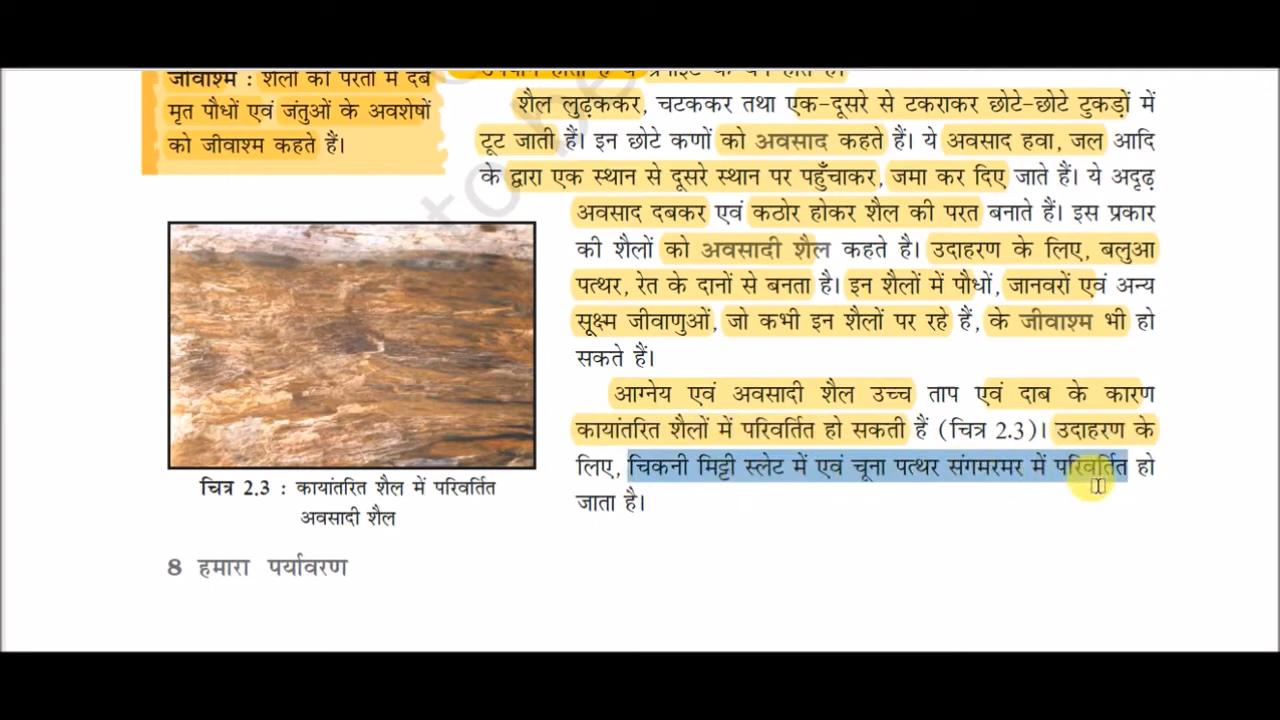 जीवाश्म : शैलों की परतों में दबे
मृत पौधों एवं जंतुओं के अवशेषों
को जीवाश्म कहते हैं।
शैल लुढ़ककर, चटककर तथा एक-दूसरे से टकराकर छोटे-छोटे टुकड़ों में
टूट जाती हैं। इन छोटे कणों को अवसाद कहते हैं। ये अवसाद हवा, जल आदि
के द्वारा एक स्थान से दूसरे स्थान पर पहुँचाकर, जमा कर दिए जाते हैं। ये अदृढ़
अवसाद दबकर एवं कठोर होकर शैल की परत बनाते हैं। इस प्रकार
की शैलों को अवसादी शैल कहते है। उदाहरण के लिए, बलुआ
पत्थर, रेत के दानों से बनता है। इन शैलों में पौधों, जानवरों एवं अन्य
सूक्ष्म जीवाणुओं, जो कभी इन शैलों पर रहे हैं, के जीवाश्म भी हो
सकते हैं।
आग्नेय एवं अवसादी शैल उच्च ताप एवं दाब के कारण
कायांतरित शैलों में परिवर्तित हो सकती हैं (चित्र 2.3)। उदाहरण के
लिए, चिकनी मिट्टी स्लेट में एवं चूना पत्थर संगमरमर में परिवर्तित हो
जाता है।
चित्र 2.3 : कायांतरित शैल में परिवर्तित
अवसादी शैल
8 हमारा पर्यावरण